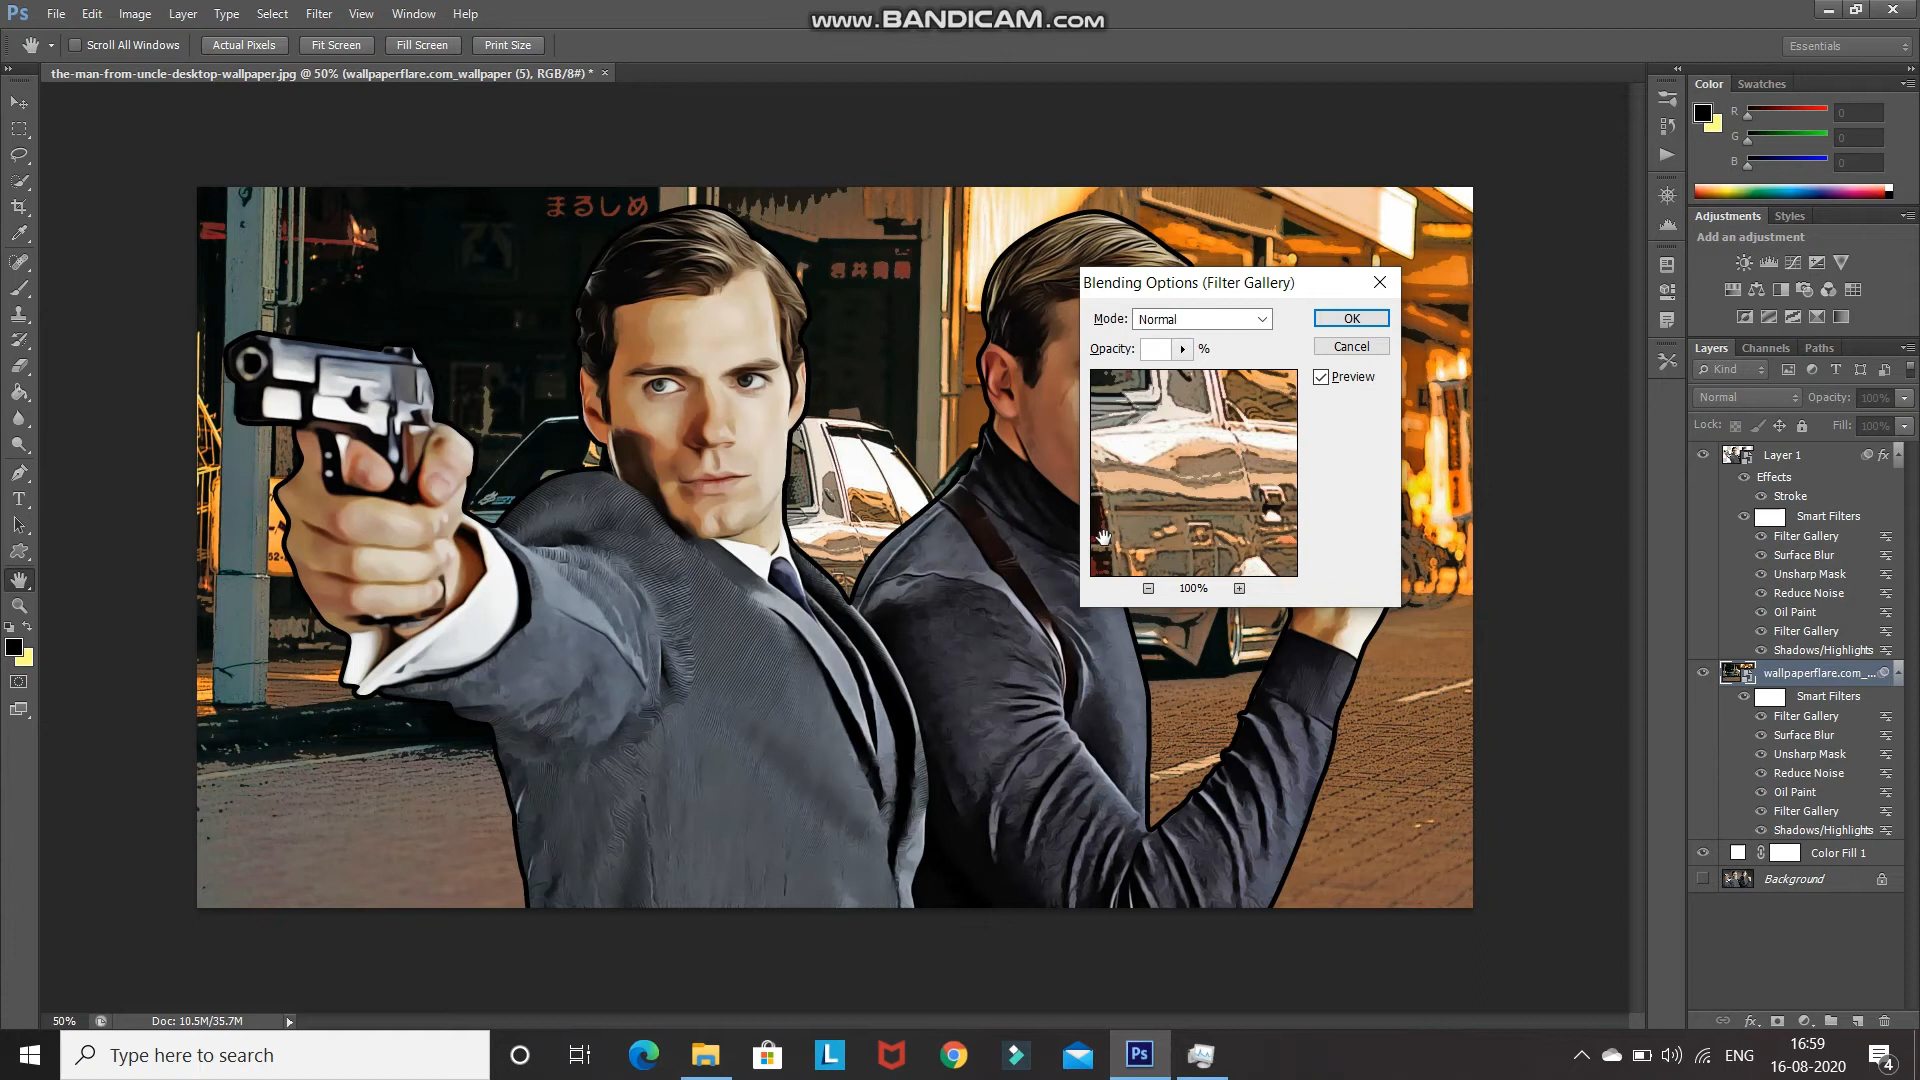 Ps File Edit Image Layer Type Select Filter View Window Help
www.BANDICAM.com
Scroll All Windows Actual Pixels Fit Screen Fill Screen Print Size
Essentials
the-man-from-uncle-desktop-wallpaper.jpg @ 50% (wallpaperflare.com_wallpaper (5), RGB/8#) *
Color Swatches
R 0
G 0
B 0
Adjustments Styles
Add an adjustment
Layers Channels Paths
Kind
Normal Opacity: 100%
Lock: Fill: 100%
Layer 1 fx
Effects
Stroke
Smart Filters
Filter Gallery
Surface Blur
Unsharp Mask
Reduce Noise
Oil Paint
Filter Gallery
Shadows/Highlights
wallpaperflare.com_...
Smart Filters
Filter Gallery
Surface Blur
Unsharp Mask
Reduce Noise
Oil Paint
Filter Gallery
Shadows/Highlights
Color Fill 1
Background
まるしめ
Blending Options (Filter Gallery)
Mode: Normal OK
Opacity: % Cancel
Preview
100%
50% Doc: 10.5M/35.7M
Type here to search
L
Ps
ENG
16:59
16-08-2020
4